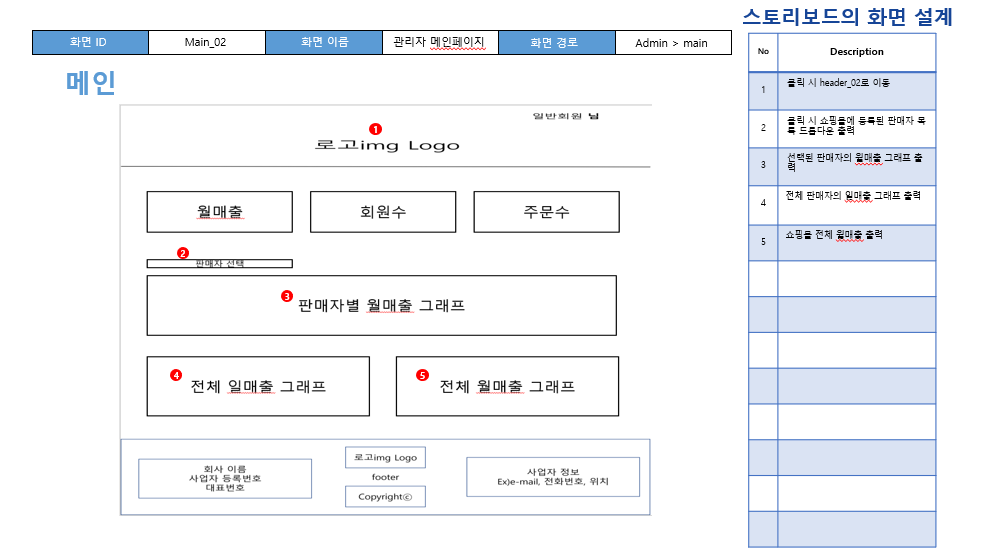 스토리보드의 화면 설계
화면 ID
Main_02
화면 이름
관리자 메인페이지
화면 경로
Admin > main
메인
일반회원 님
1
로고img Logo
월매출
회원수
주문수
2
판매자 선택
3
판매자별 월매출 그래프
4
전체 일매출 그래프
5
전체 월매출 그래프
회사 이름
사업자 등록번호
대표번호
로고img Logo
footer
Copyrightⓒ
사업자 정보
Ex)e-mail, 전화번호, 위치
No
Description
1
클릭 시 header_02로 이동
2
클릭 시 쇼핑몰에 등록된 판매자 목
록 드롭다운 출력
3
선택된 판매자의 월매출 그래프 출
력
4
전체 판매자의 일매출 그래프 출력
5
쇼핑몰 전체 월매출 출력